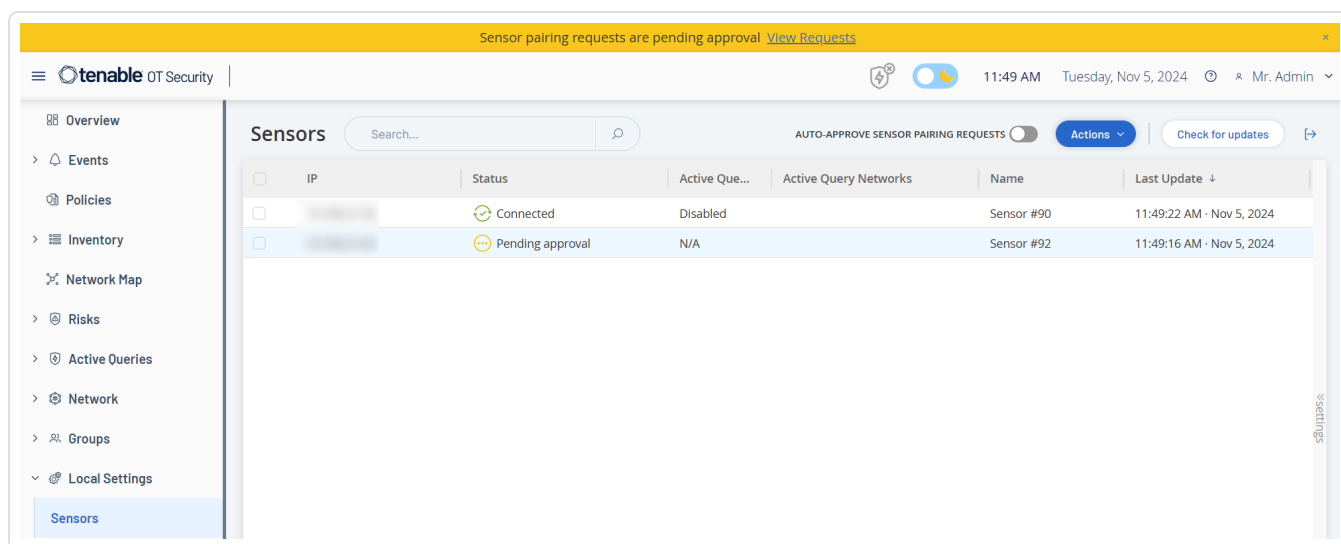 Sensor pairing requests are pending approval View Requests ×
tenable OT Security
11:49 AM Tuesday, Nov 5, 2024 Mr. Admin
Overview
Events
Policies
Inventory
Network Map
Risks
Active Queries
Network
Groups
Local Settings
Sensors
Sensors Search... AUTO-APPROVE SENSOR PAIRING REQUESTS Actions Check for updates
IP Status Active Que... Active Query Networks Name Last Update ↓
Connected Disabled Sensor #90 11:49:22 AM · Nov 5, 2024
Pending approval N/A Sensor #92 11:49:16 AM · Nov 5, 2024
«settings